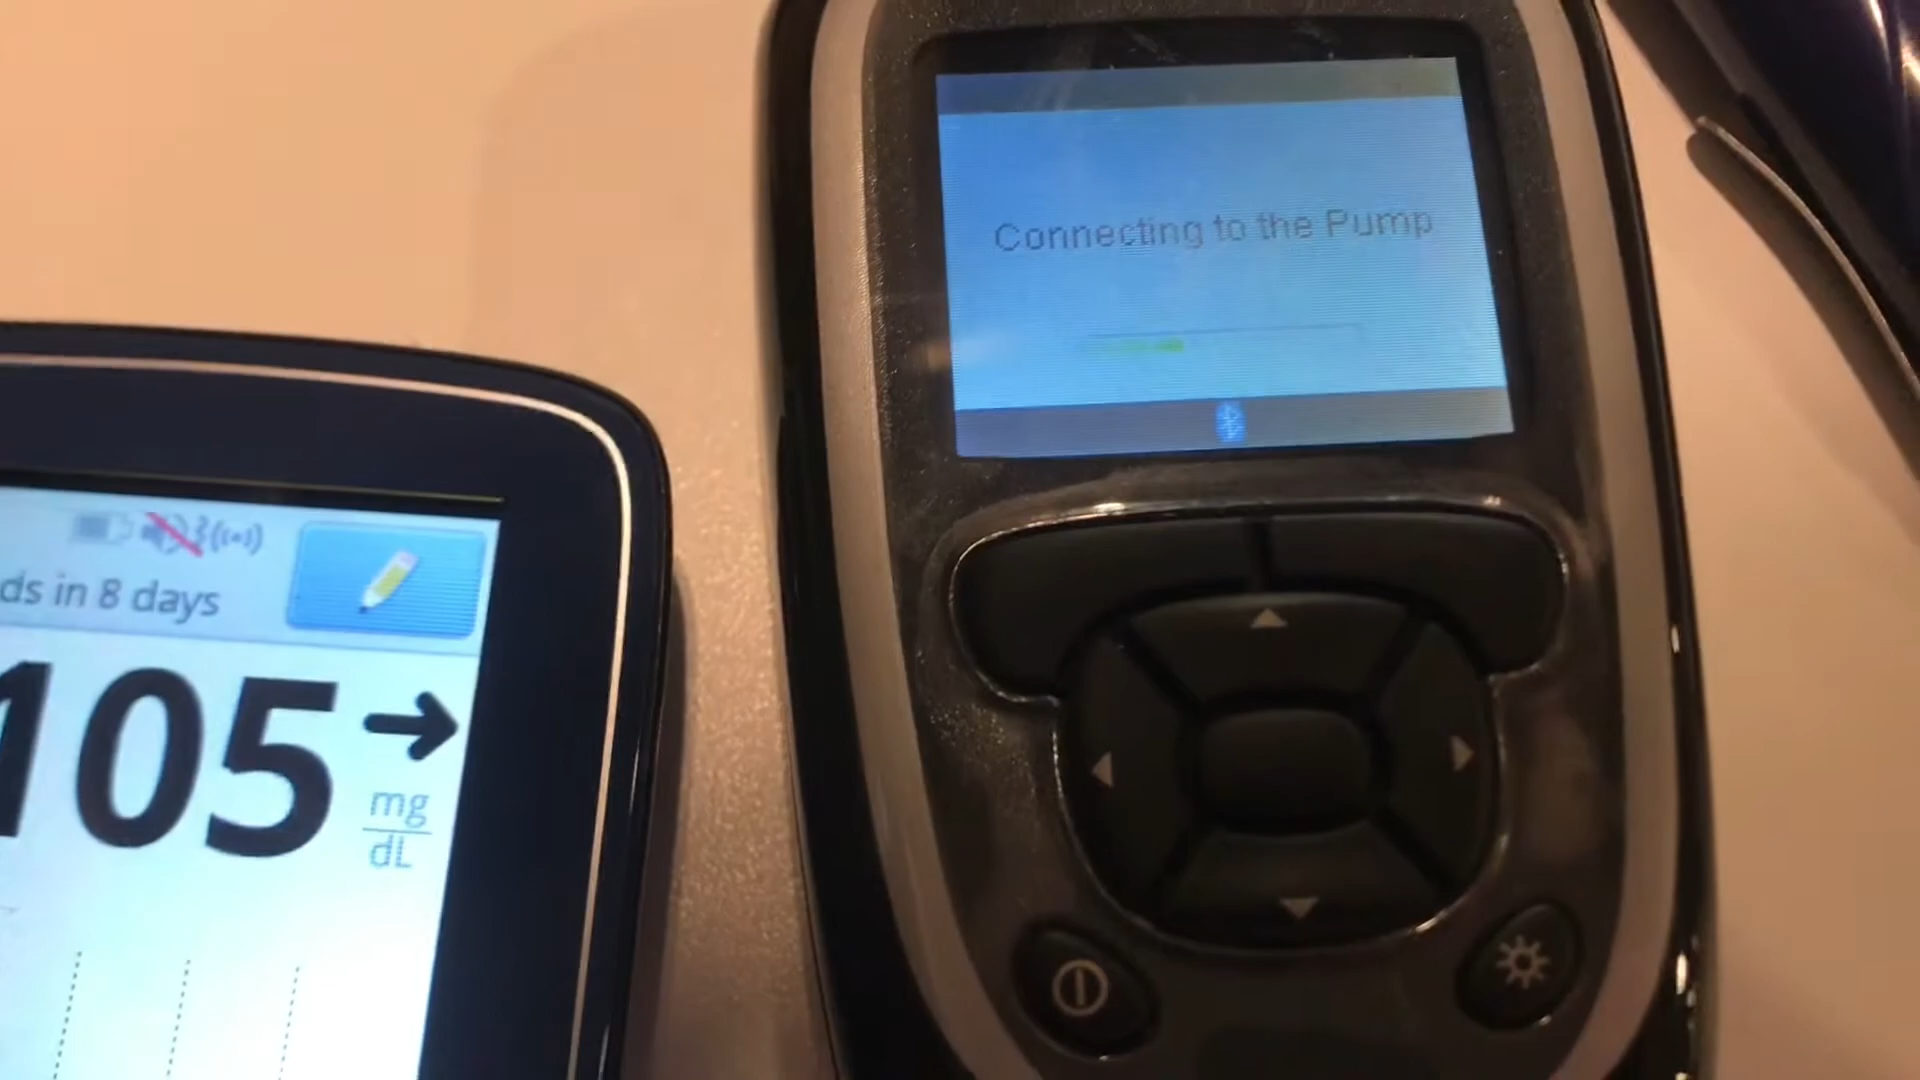 ds in 8 days
105
mg
dL
Connecting to the Pump